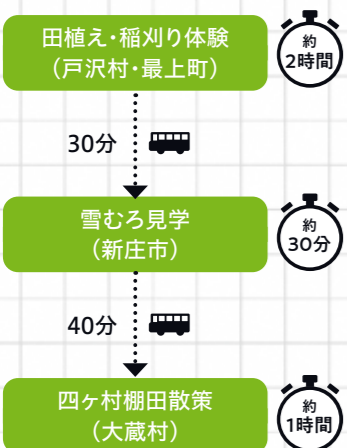 田植え・稲刈り体験
（戸沢村・最上町）
約
2時間
30分
雪むろ見学
（新庄市）
約
30分
40分
四ヶ村棚田散策
（大蔵村）
約
1時間